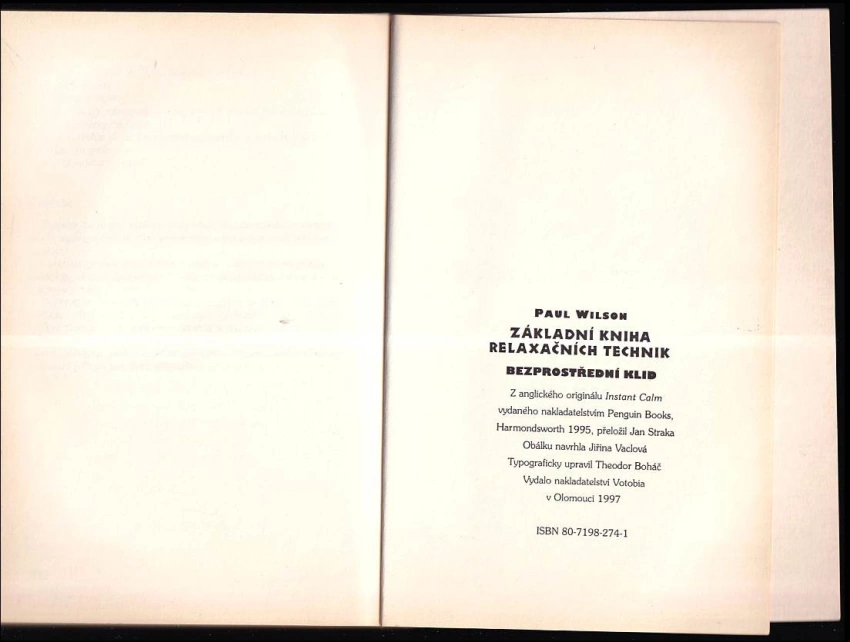 PAUL WILSON
ZÁKLADNÍ KNIHA
RELAXAČNÍCH TECHNIK
BEZPROSTŘEDNÍ KLID
Z anglického originálu Instant Calm
vydaného nakladatelstvím Penguin Books,
Harmondsworth 1995, přeložil Jan Straka
Obálku navrhla Jiřina Vaclová
Typograficky upravil Theodor Boháč
Vydalo nakladatelství Votobia
v Olomouci 1997
ISBN 80-7198-274-1